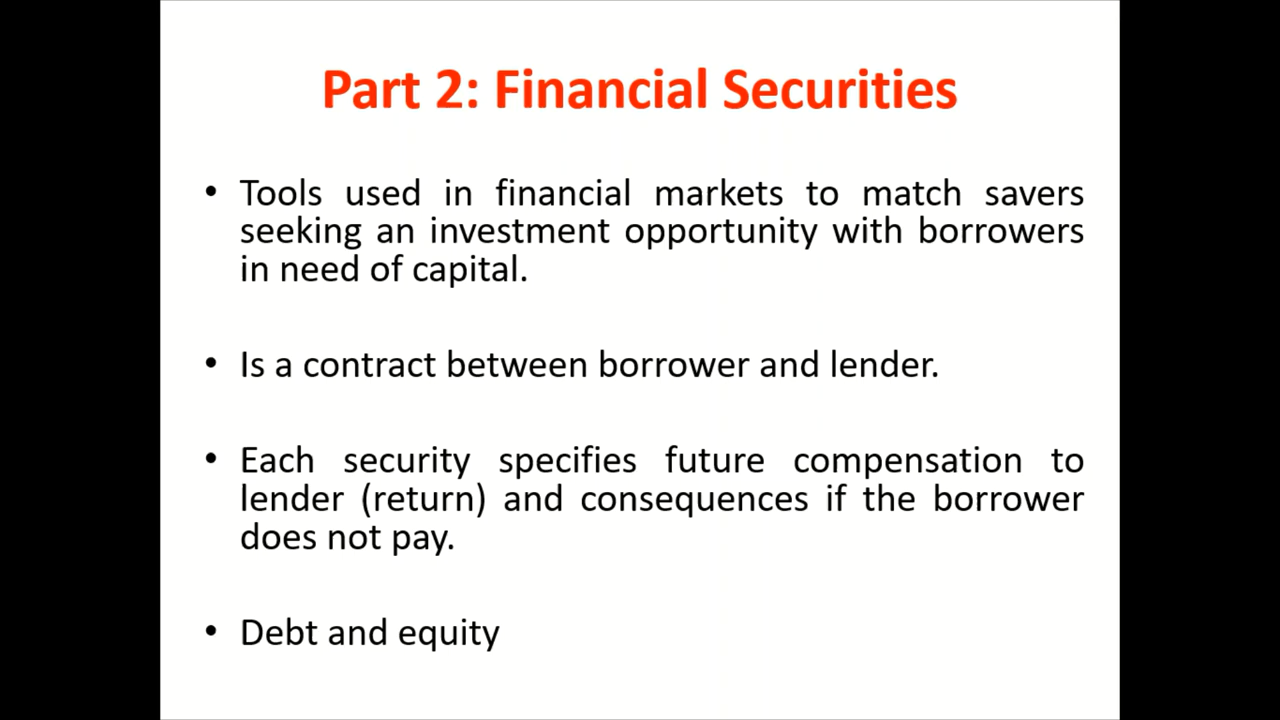 Part 2: Financial Securities
• Tools used in financial markets to match savers
seeking an investment opportunity with borrowers
in need of capital.
• Is a contract between borrower and lender.
• Each security specifies future compensation to
lender (return) and consequences if the borrower
does not pay.
• Debt and equity